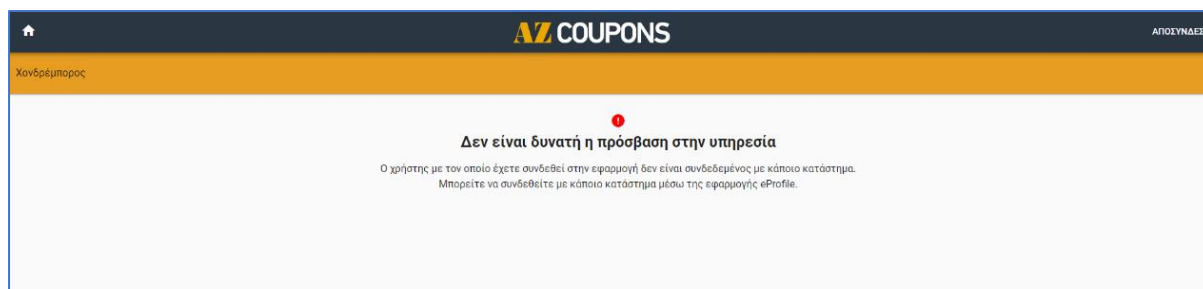 AZ COUPONS
ΑΠΟΣΥΝΔΕΣ
Χονδρέμπορος
Δεν είναι δυνατή η πρόσβαση στην υπηρεσία
Ο χρήστης με τον οποίο έχετε συνδεθεί στην εφαρμογή δεν είναι συνδεδεμένος με κάποιο κατάστημα.
Μπορείτε να συνδεθείτε με κάποιο κατάστημα μέσω της εφαρμογής eProfile.